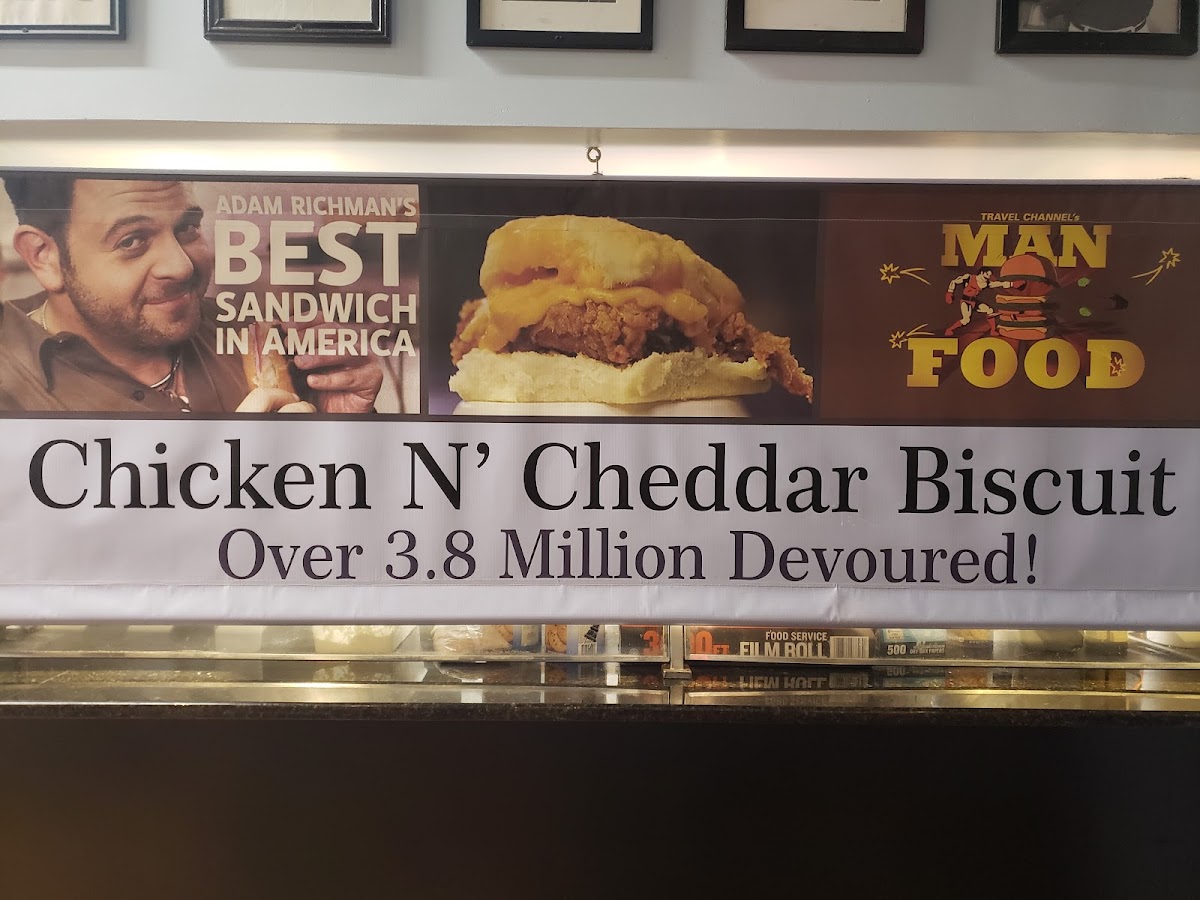 ADAM RICHMAN'S
BEST
SANDWICH
IN AMERICA
TRAVEL CHANNEL's
MAN
FOOD
Chicken N' Cheddar Biscuit
Over 3.8 Million Devoured!
FOOD SERVICE
FILM ROLL
500